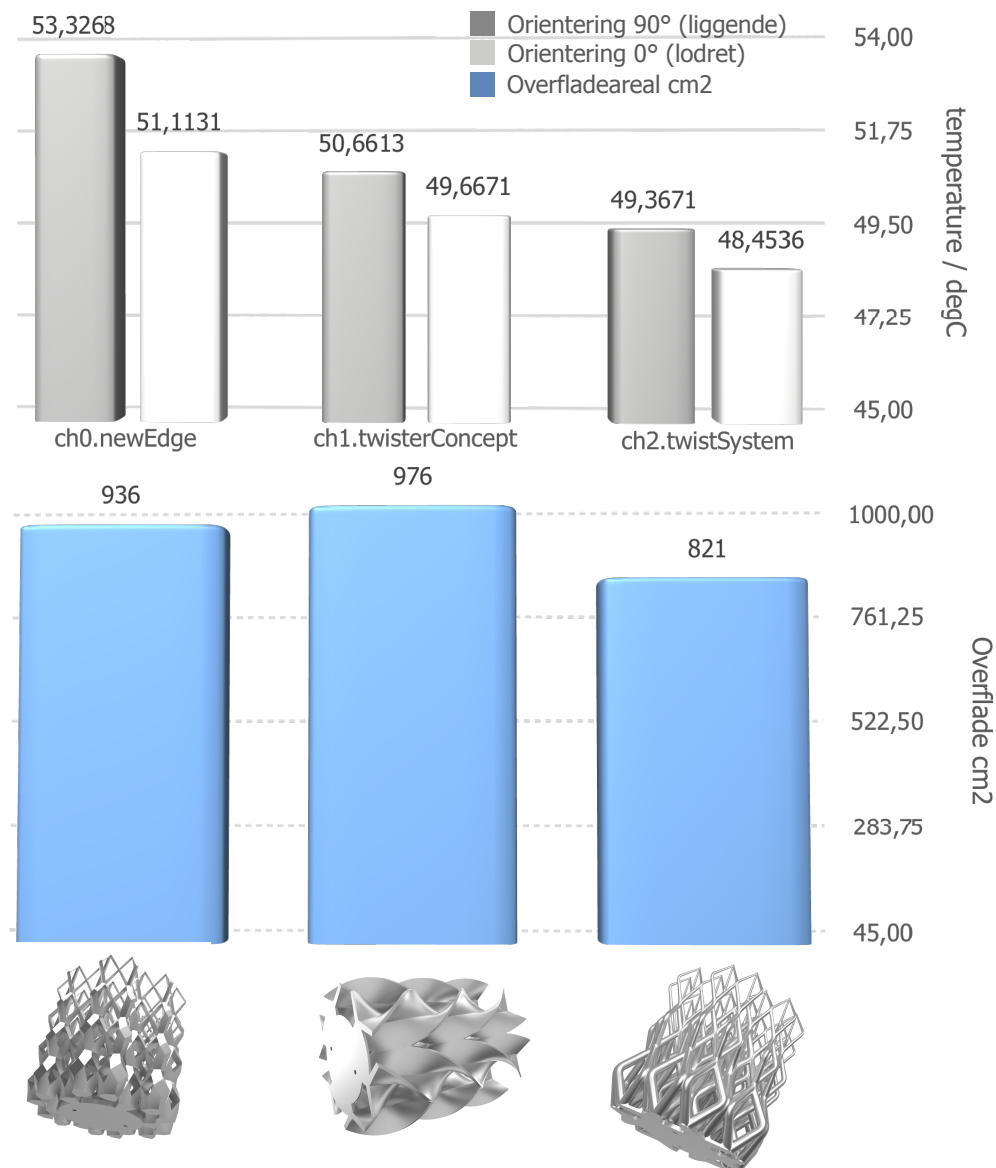 53,3268
Orientering 90° (liggende)
Orientering 0° (lodret)
Overfladeareal cm2
54,00
51,1131
51,75
50,6613
49,6671
49,3671
49,50
48,4536
47,25
45,00
temperature / degC
ch0.newEdge
ch1.twisterConcept
ch2.twistSystem
936
976
821
1000,00
761,25
522,50
283,75
45,00
Overflade cm2